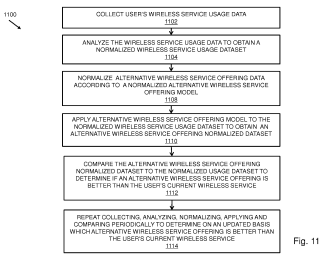 1100
COLLECT USER'S WIRELESS SERVICE USAGE DATA
1102
ANALYZE THE WIRELESS SERVICE USAGE DATA TO OBTAIN A
NORMALIZED WIRELESS SERVICE USAGE DATASET
1104
NORMALIZE ALTERNATIVE WIRELESS SERVICE OFFERING DATA
ACCORDING TO A NORMALIZED ALTERNATIVE WIRELESS SERVICE
OFFERING MODEL
1108
APPLY ALTERNATIVE WIRELESS SERVICE OFFERING MODEL TO THE
NORMALIZED WIRELESS SERVICE USAGE DATASET TO OBTAIN AN
ALTERNATIVE WIRELESS SERVICE OFFERING NORMALIZED DATASET
1110
COMPARE THE ALTERNATIVE WIRELESS SERVICE OFFERING
NORMALIZED DATASET TO THE NORMALIZED USAGE DATASET TO
DETERMINE IF AN ALTERNATIVE WIRELESS SERVICE OFFERING IS
BETTER THAN THE USER'S CURRENT WIRELESS SERVICE
1112
REPEAT COLLECTING, ANALYZING, NORMALIZING, APPLYING AND
COMPARING PERIODICALLY TO DETERMINE ON AN UPDATED BASIS
WHICH ALTERNATIVE WIRELESS SERVICE OFFERING IS BETTER THAN
THE USER'S CURRENT WIRELESS SERVICE
1114
Fig. 11